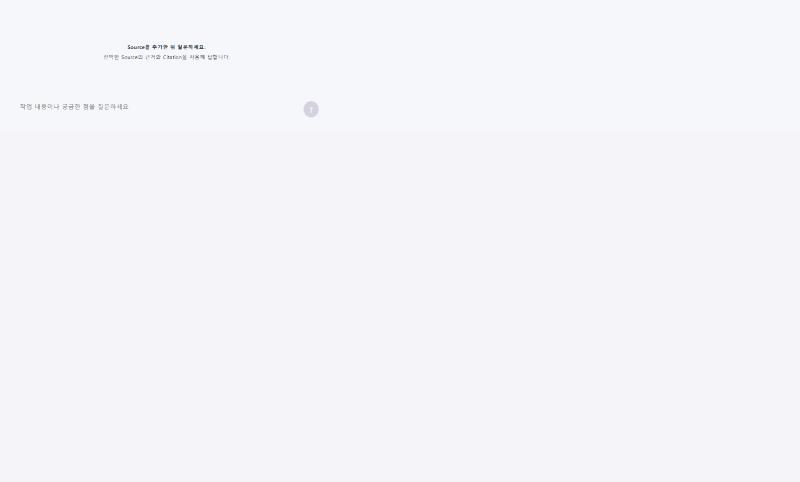 Source를 추가한 뒤 질문하세요.
선택한 Source의 근거와 Citation을 사용해 답합니다.
작업 내용이나 궁금한 점을 질문하세요
↑